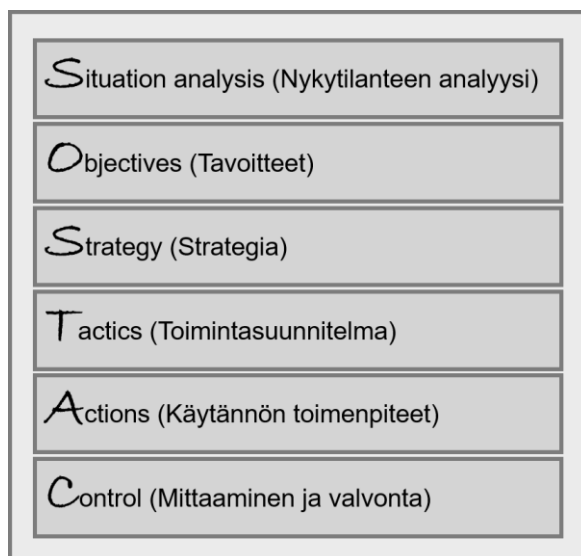 Situation analysis (Nykytilanteen analyysi)
Objectives (Tavoitteet)
Strategy (Strategia)
Tactics (Toimintasuunnitelma)
Actions (Käytännön toimenpiteet)
Control (Mittaaminen ja valvonta)